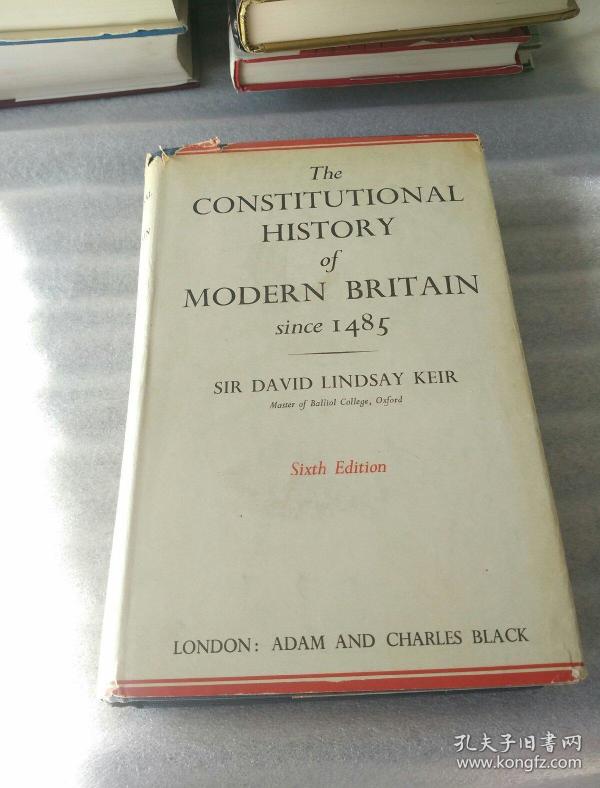 The
CONSTITUTIONAL
HISTORY
of
MODERN BRITAIN
since 1485
SIR DAVID LINDSAY KEIR
Master of Balliol College, Oxford
Sixth Edition
LONDON: ADAM AND CHARLES BLACK
孔夫子旧书网
www.kongfz.com